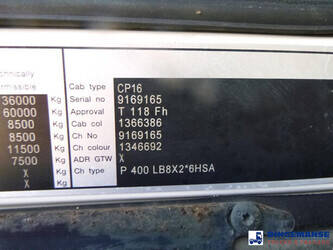 chnically
rmissible
36000 Kg
60000 Kg
8500 Kg
8500 Kg
11500 Kg
7500 Kg
X Kg
X Kg
Cab type CP16
Serial no 9169165
Approval T 118 Fh
Cab col 1366386
Ch No 9169165
Ch colour 1346692
ADR GTW X
Ch type P 400 LB8X2*6HSA